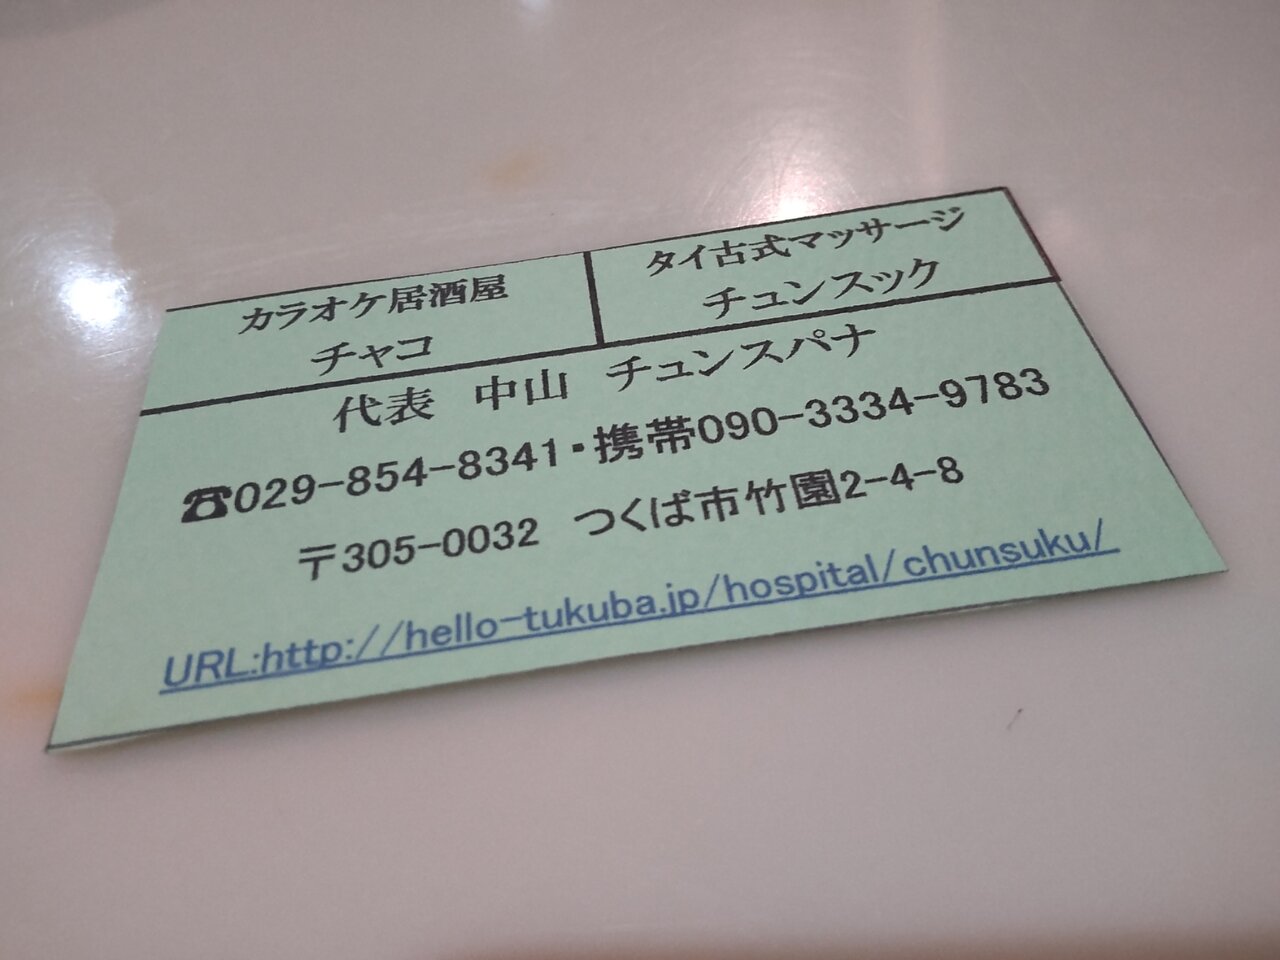 カラオケ居酒屋
チャコ
タイ古式マッサージ
チュンスック
代表 中山 チュンスパナ
☎029-854-8341・携帯090-3334-9783
〒305-0032 つくば市竹園2-4-8
URL:http://hello-tukuba.jp/hospital/chunsuku/